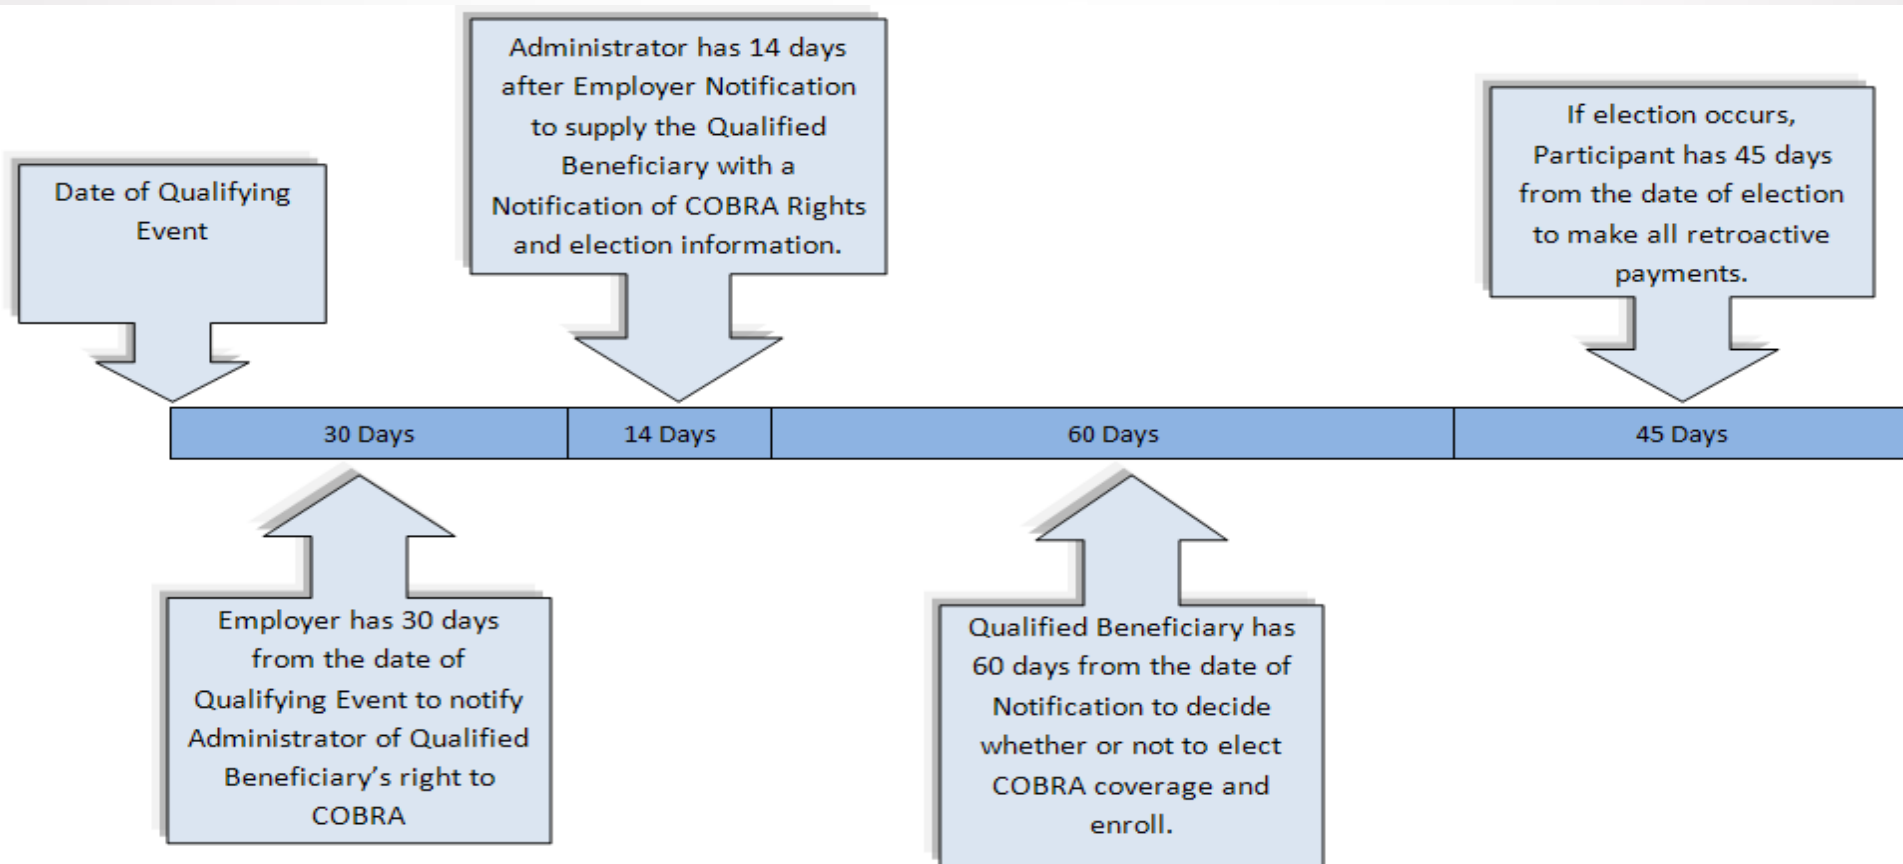 Date of Qualifying
Event
Administrator has 14 days
after Employer Notification
to supply the Qualified
Beneficiary with a
Notification of COBRA Rights
and election information.
If election occurs,
Participant has 45 days
from the date of election
to make all retroactive
payments.
30 Days
14 Days
60 Days
45 Days
Employer has 30 days
from the date of
Qualifying Event to notify
Administrator of Qualified
Beneficiary’s right to
COBRA
Qualified Beneficiary has
60 days from the date of
Notification to decide
whether or not to elect
COBRA coverage and
enroll.